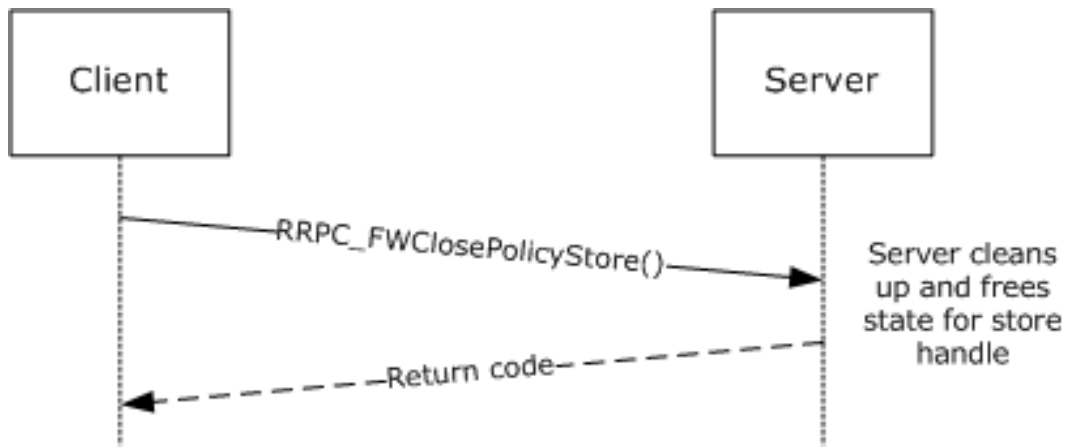 Client
Server
RRPC_FWClosePolicyStore()
Server cleans
up and frees
state for store
handle
Return code